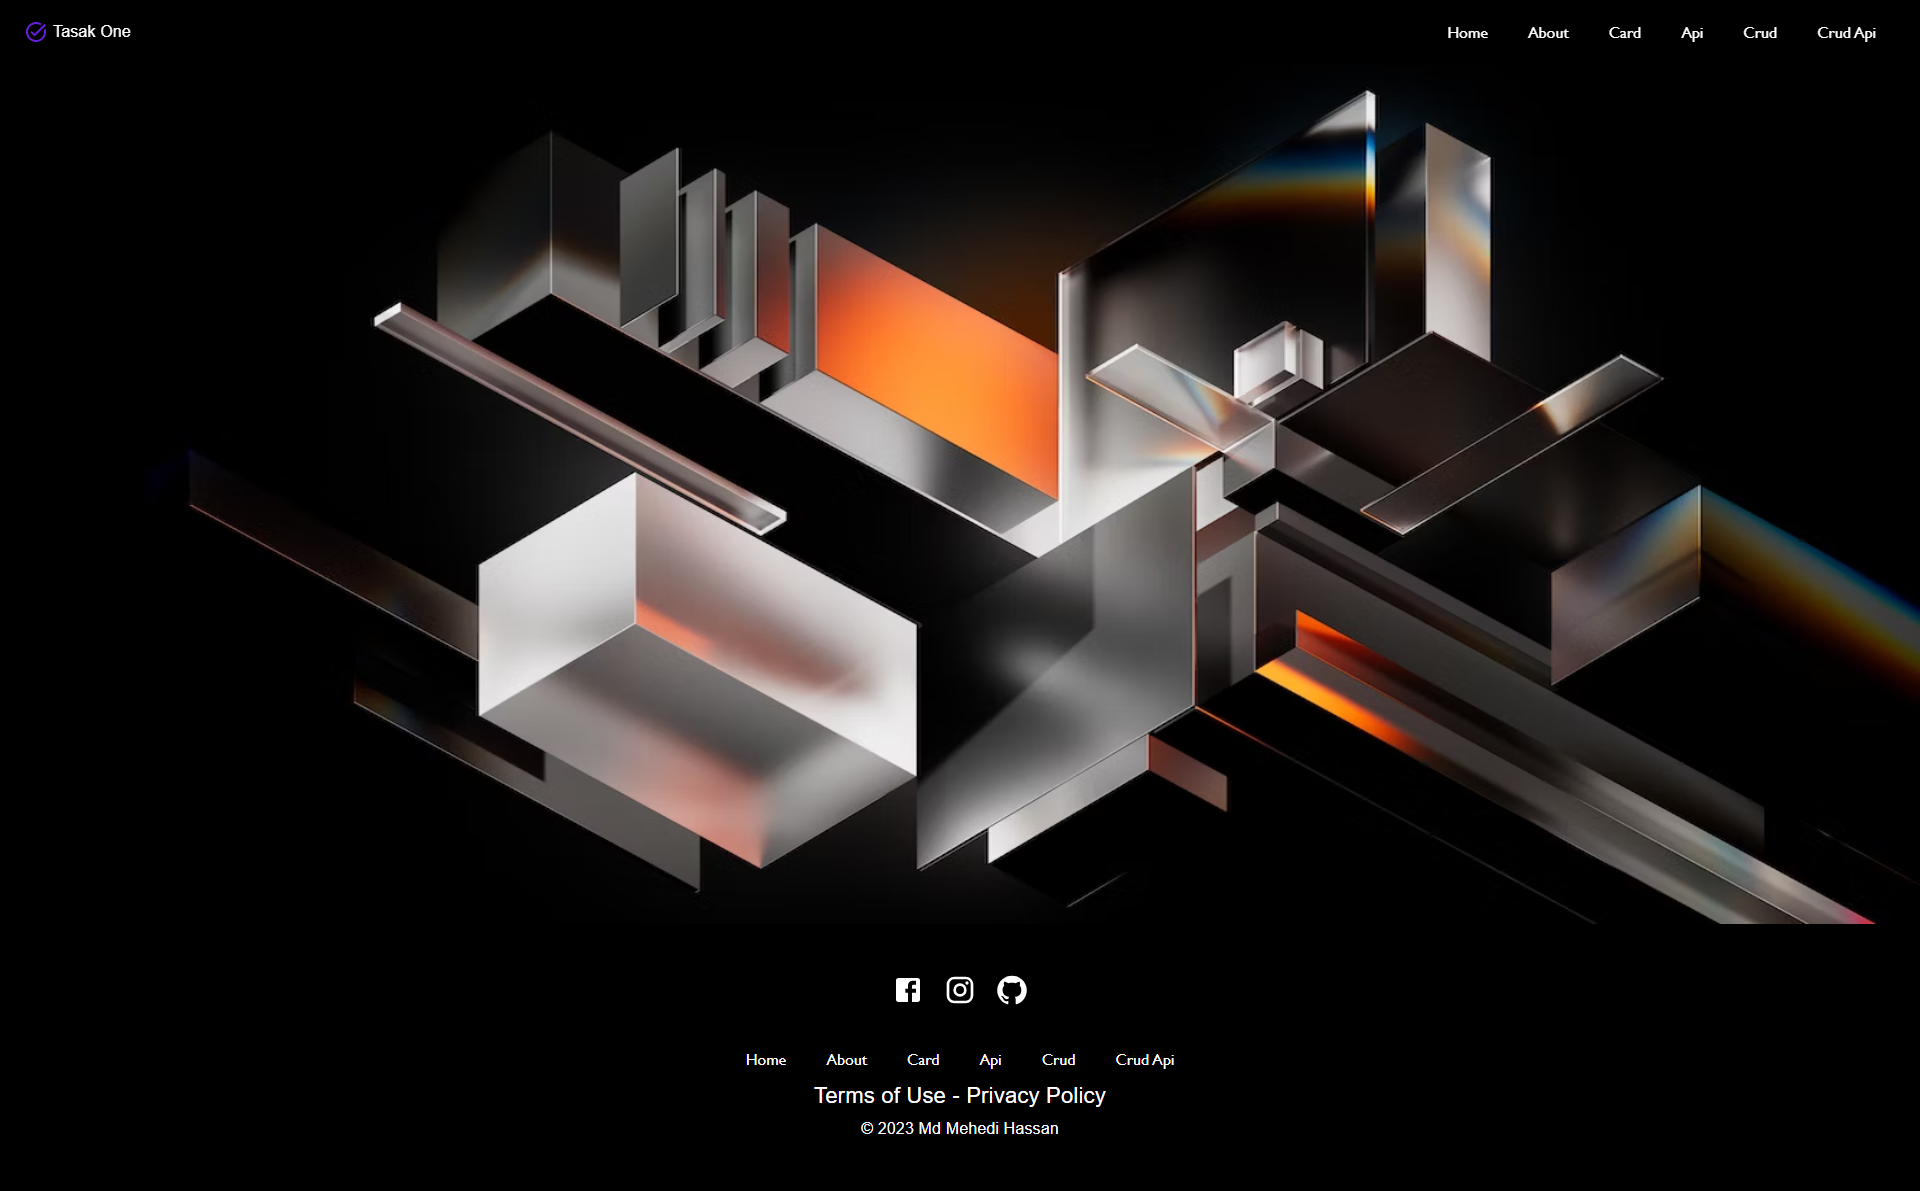 Tasak One
Home About Card Api Crud Crud Api
Home About Card Api Crud Crud Api
Terms of Use - Privacy Policy
© 2023 Md Mehedi Hassan